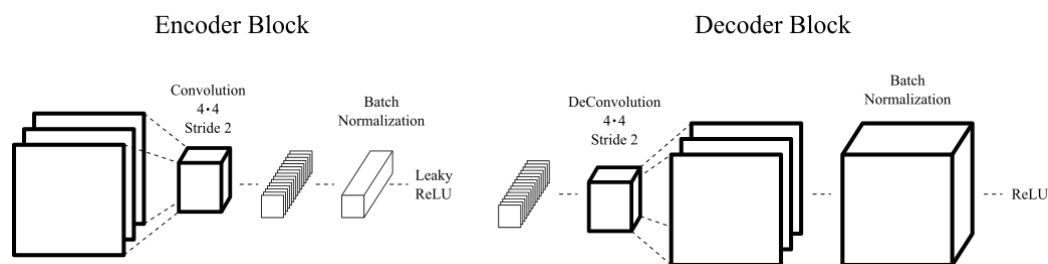 Encoder Block
Convolution
4·4
Stride 2
Batch
Normalization
Leaky
ReLU
Decoder Block
DeConvolution
4·4
Stride 2
Batch
Normalization
ReLU